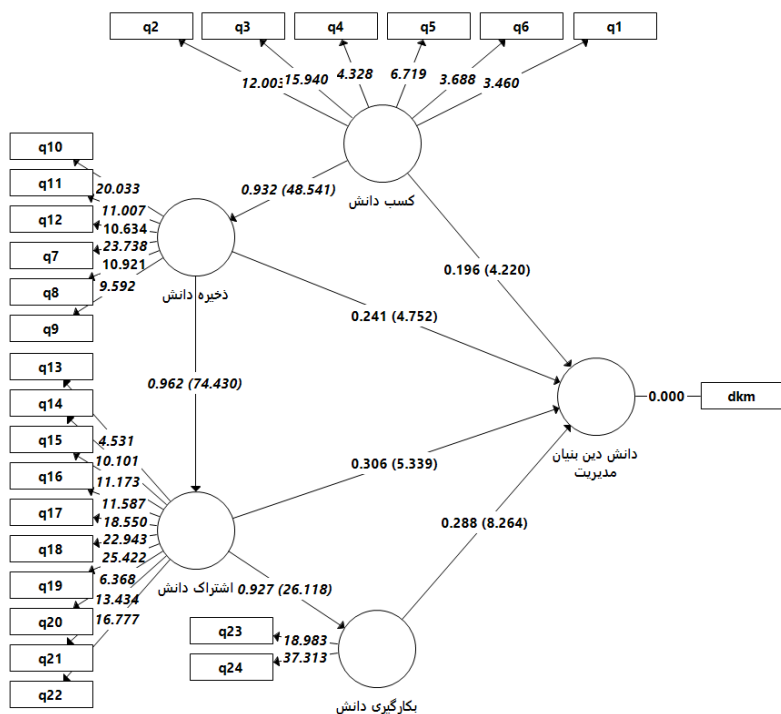 q2
q3
q4
q5
q6
q1
12.003
15.940
4.328
6.719
3.688
3.460
کسب دانش
q10
q11
q12
q7
q8
q9
20.033
11.007
10.634
23.738
10.921
9.592
ذخیره دانش
0.932 (48.541)
0.196 (4.220)
0.241 (4.752)
0.962 (74.430)
0.306 (5.339)
0.288 (8.264)
0.927 (26.118)
0.000
dkm
دانش دین بنیان
مدیریت
q13
q14
q15
q16
q17
q18
q19
q20
q21
q22
4.531
10.101
11.173
11.587
18.550
22.943
25.422
6.368
13.434
16.777
اشتراک دانش
q23
q24
18.983
37.313
بکارگیری دانش